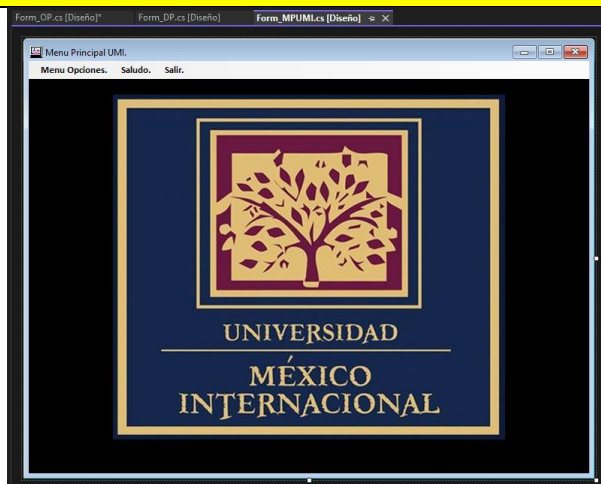 Form_OP.cs [Diseño]* Form_DP.cs [Diseño] Form_MPUMI.cs [Diseño]
Menu Principal UMI.
Menu Opciones. Saludo. Salir.
UNIVERSIDAD
MÉXICO
INTERNACIONAL